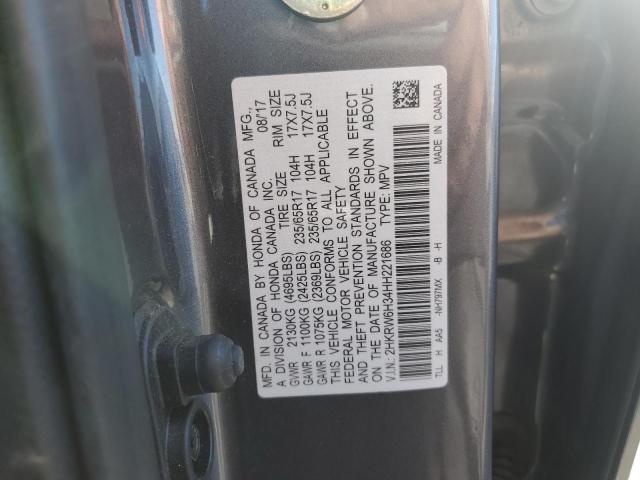 MFD. IN CANADA BY HONDA OF CANADA MFG.,
A DIVISION OF HONDA CANADA INC. 08/17
TIRE SIZE RIM SIZE
GVWR 2130KG (4695LBS)
GAWR F 1100KG (2425LBS) 235/65R17 104H 17X7.5J
GAWR R 1075KG (2369LBS) 235/65R17 104H 17X7.5J
THIS VEHICLE CONFORMS TO ALL APPLICABLE
FEDERAL MOTOR VEHICLE SAFETY
AND THEFT PREVENTION STANDARDS IN EFFECT
ON THE DATE OF MANUFACTURE SHOWN ABOVE.
V.I.N.: 2HKRW6H34HH221686 TYPE: MPV
TLL H AA5 -NH797MX -B -H MADE IN CANADA